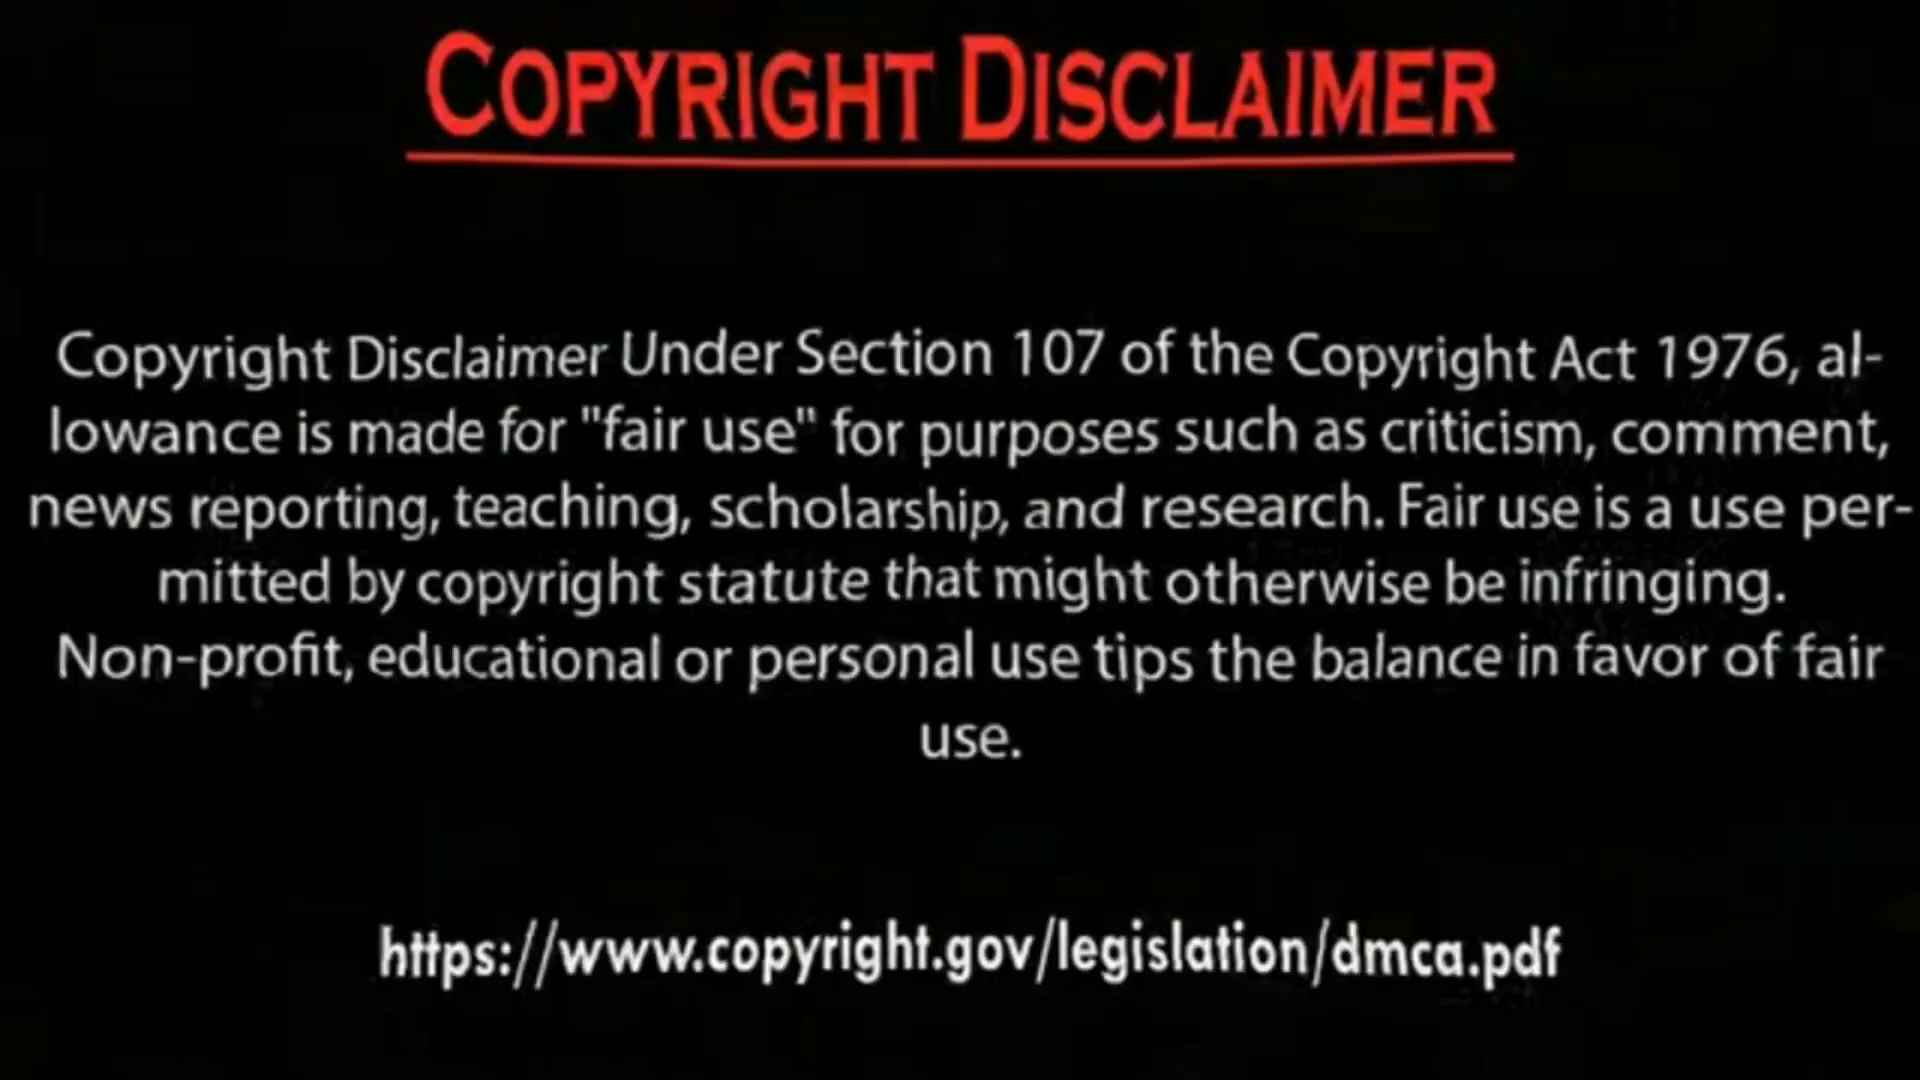 COPYRIGHT DISCLAIMER
Copyright Disclaimer Under Section 107 of the Copyright Act 1976, al-
lowance is made for "fair use" for purposes such as criticism, comment,
news reporting, teaching, scholarship, and research. Fair use is a use per-
mitted by copyright statute that might otherwise be infringing.
Non-profit, educational or personal use tips the balance in favor of fair
use.
https://www.copyright.gov/legislation/dmca.pdf